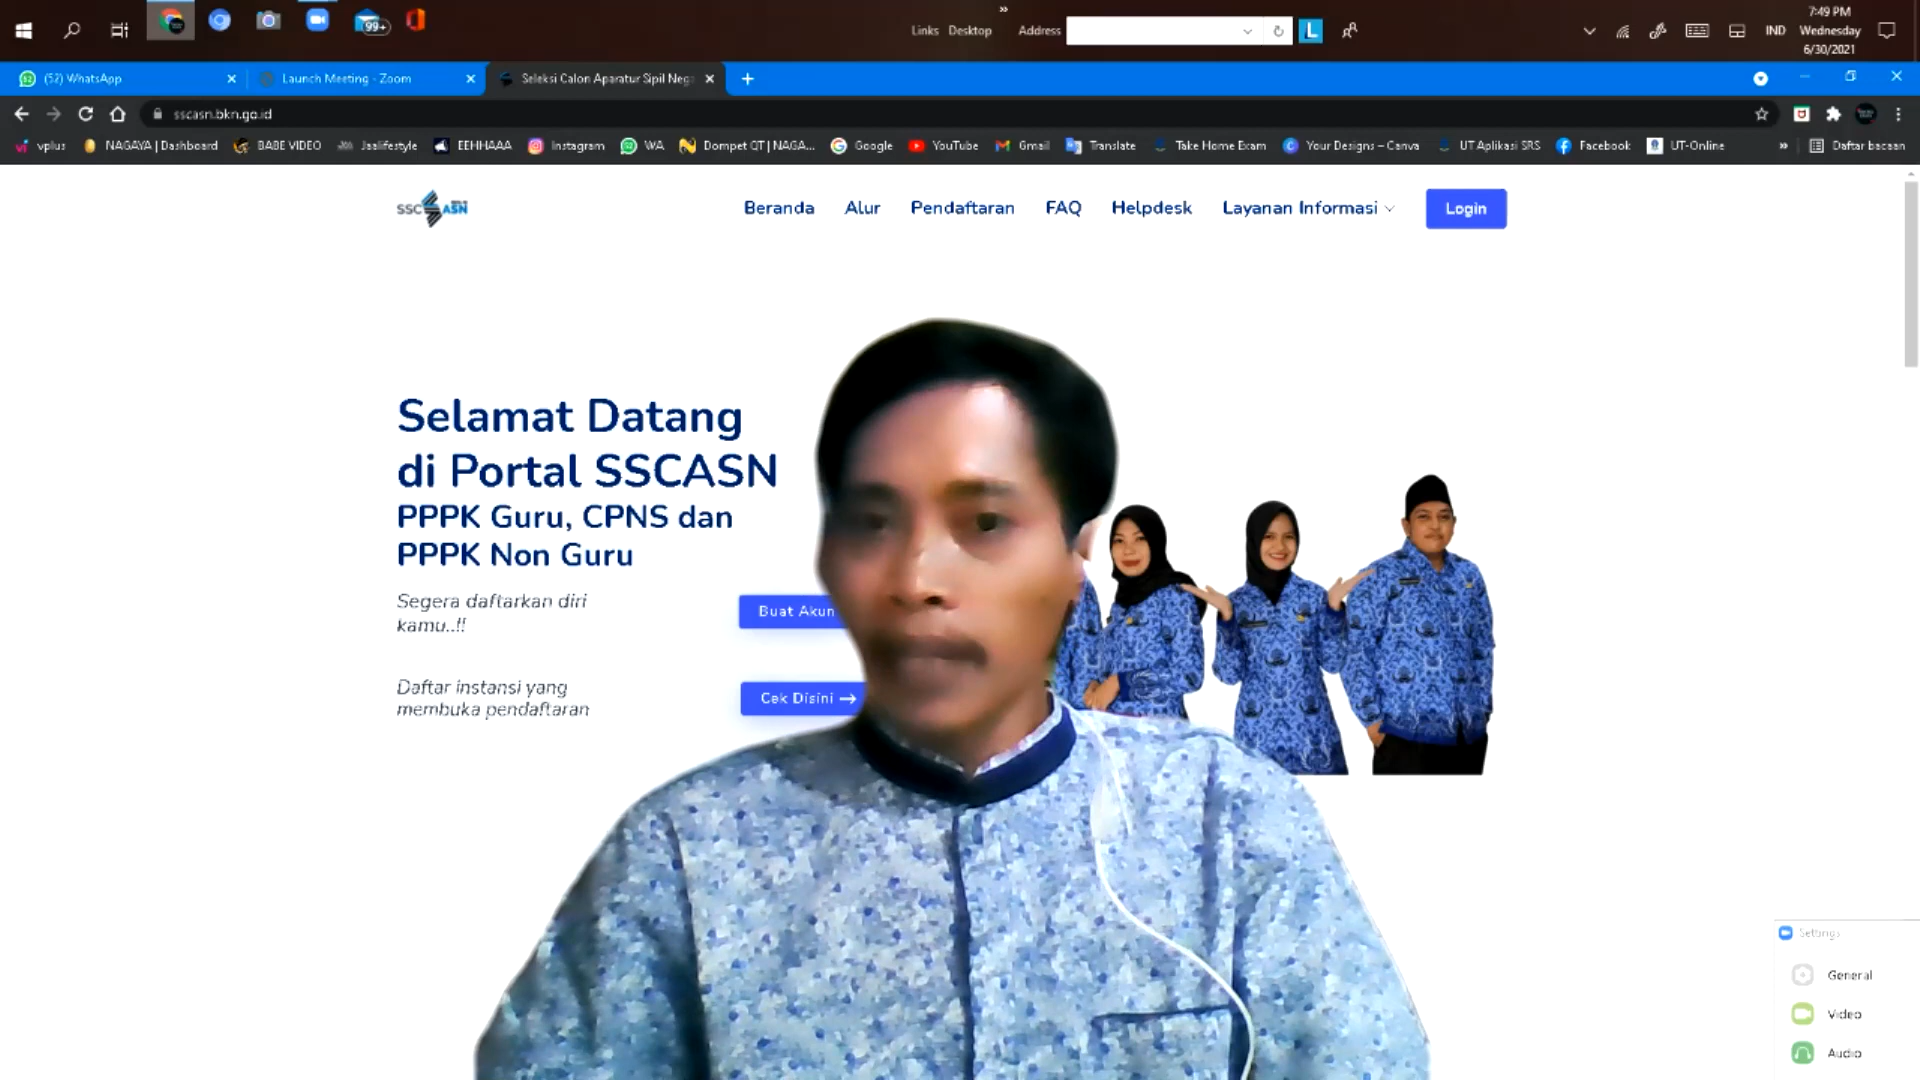 99+
Links Desktop
Address
L
IND
7:49 PM
Wednesday
6/30/2021
(52) WhatsApp
Launch Meeting - Zoom
Seleksi Calon Aparatur Sipil Neg
sscasn.bkn.go.id
vplus
NAGAYA | Dashboard
BABE VIDEO
Jaalifestyle
EEHHAAA
Instagram
WA
Dompet QT | NAGA...
Google
YouTube
Gmail
Translate
Take Home Exam
Your Designs – Canva
UT Aplikasi SRS
Facebook
UT-Online
Daftar bacaan
SSCASN
Beranda
Alur
Pendaftaran
FAQ
Helpdesk
Layanan Informasi
Login
Selamat Datang
di Portal SSCASN
PPPK Guru, CPNS dan
PPPK Non Guru
Segera daftarkan diri
kamu..!!
Buat Akun
Daftar instansi yang
membuka pendaftaran
Cek Disini →
Settings
General
Video
Audio